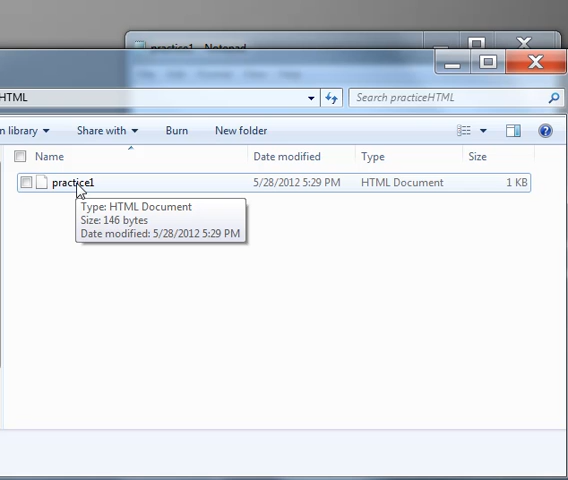 practice1 - Notepad
HTML
Search practiceHTML
n library
Share with
Burn
New folder
Name
Date modified
Type
Size
practice1
5/28/2012 5:29 PM
HTML Document
1 KB
Type: HTML Document
Size: 146 bytes
Date modified: 5/28/2012 5:29 PM